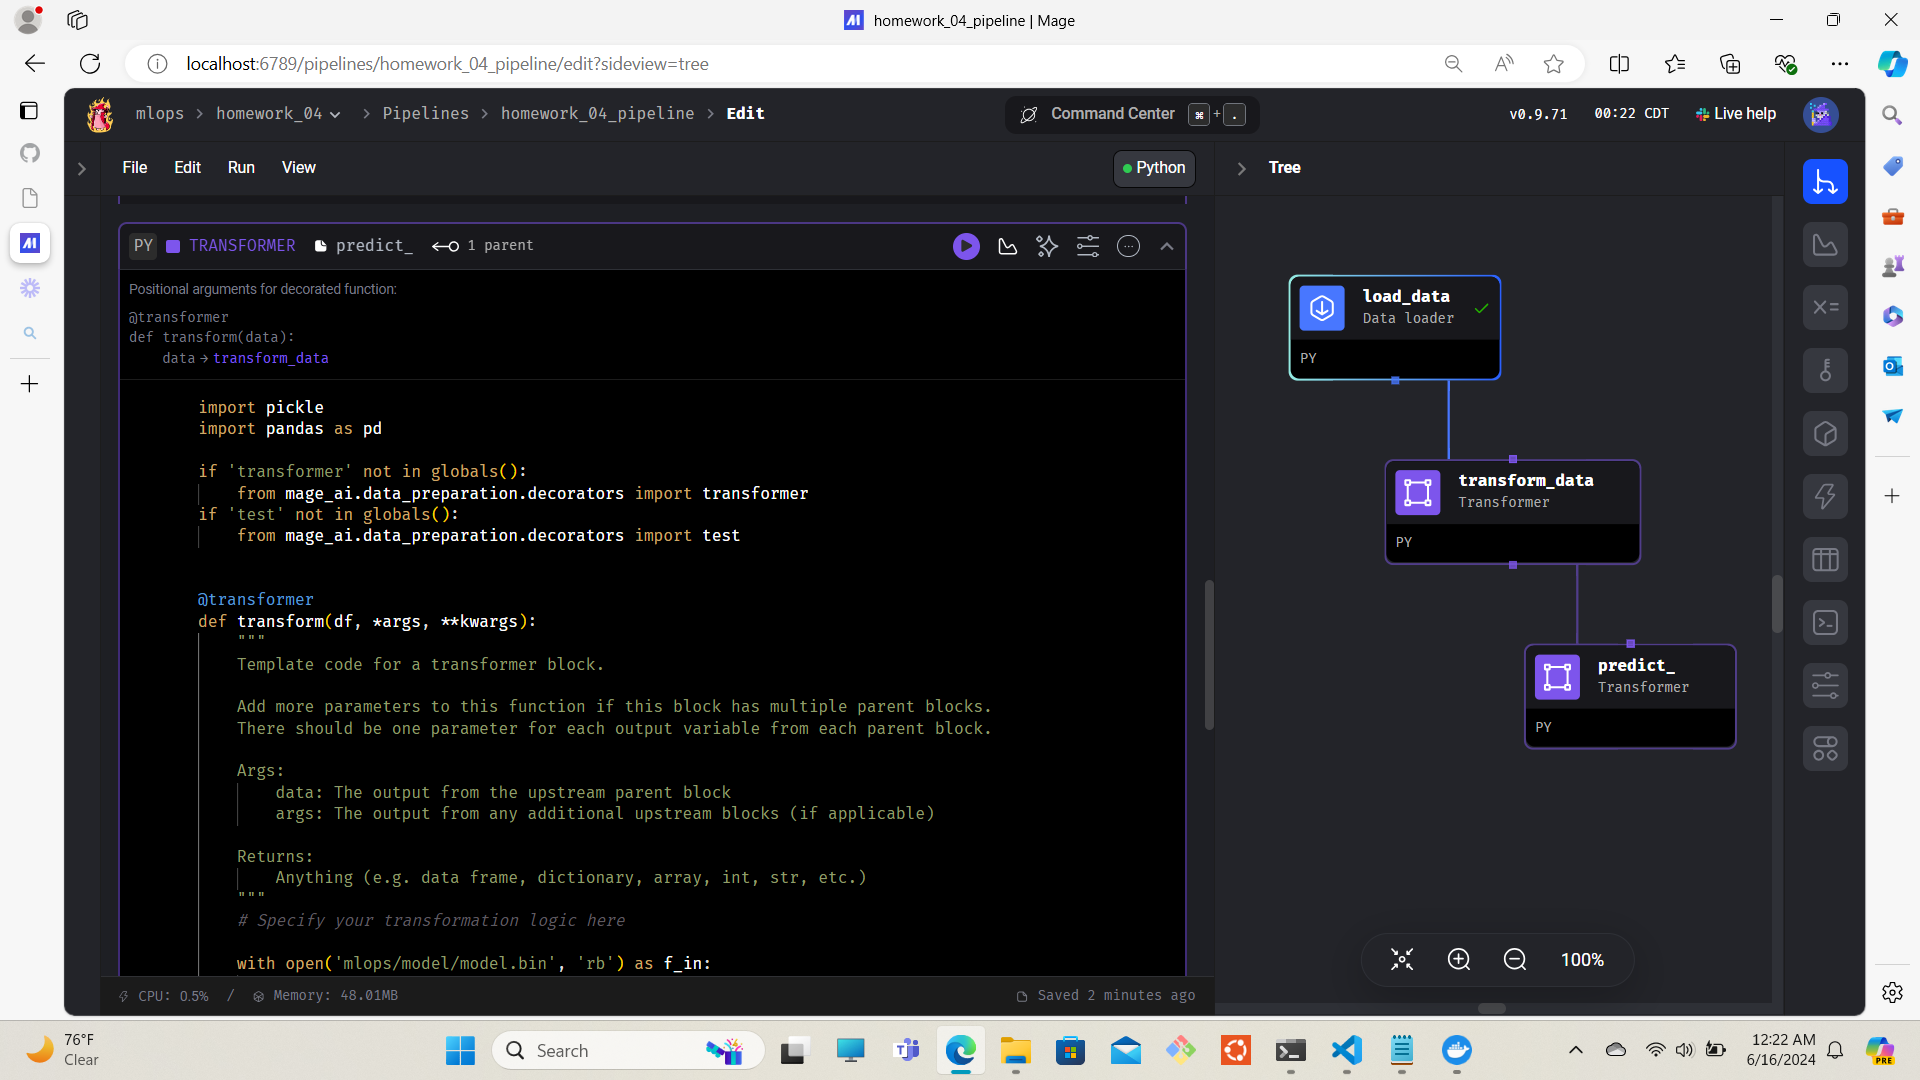 homework_04_pipeline | Mage
localhost:6789/pipelines/homework_04_pipeline/edit?sideview=tree
mlops > homework_04 > Pipelines > homework_04_pipeline > Edit
Command Center ⌘ + .
v0.9.71
00:22 CDT
Live help
File Edit Run View
Python
Tree
PY TRANSFORMER predict_ 1 parent
Positional arguments for decorated function:
@transformer
def transform(data):
data → transform_data
import pickle
import pandas as pd
if 'transformer' not in globals():
from mage_ai.data_preparation.decorators import transformer
if 'test' not in globals():
from mage_ai.data_preparation.decorators import test
@transformer
def transform(df, *args, **kwargs):
"""
Template code for a transformer block.
Add more parameters to this function if this block has multiple parent blocks.
There should be one parameter for each output variable from each parent block.
Args:
data: The output from the upstream parent block
args: The output from any additional upstream blocks (if applicable)
Returns:
Anything (e.g. data frame, dictionary, array, int, str, etc.)
"""
# Specify your transformation logic here
with open('mlops/model/model.bin', 'rb') as f_in:
CPU: 0.5% / Memory: 48.01MB
Saved 2 minutes ago
load_data
Data loader
PY
transform_data
Transformer
PY
predict_
Transformer
PY
100%
76°F
Clear
Search
12:22 AM
6/16/2024
PRE